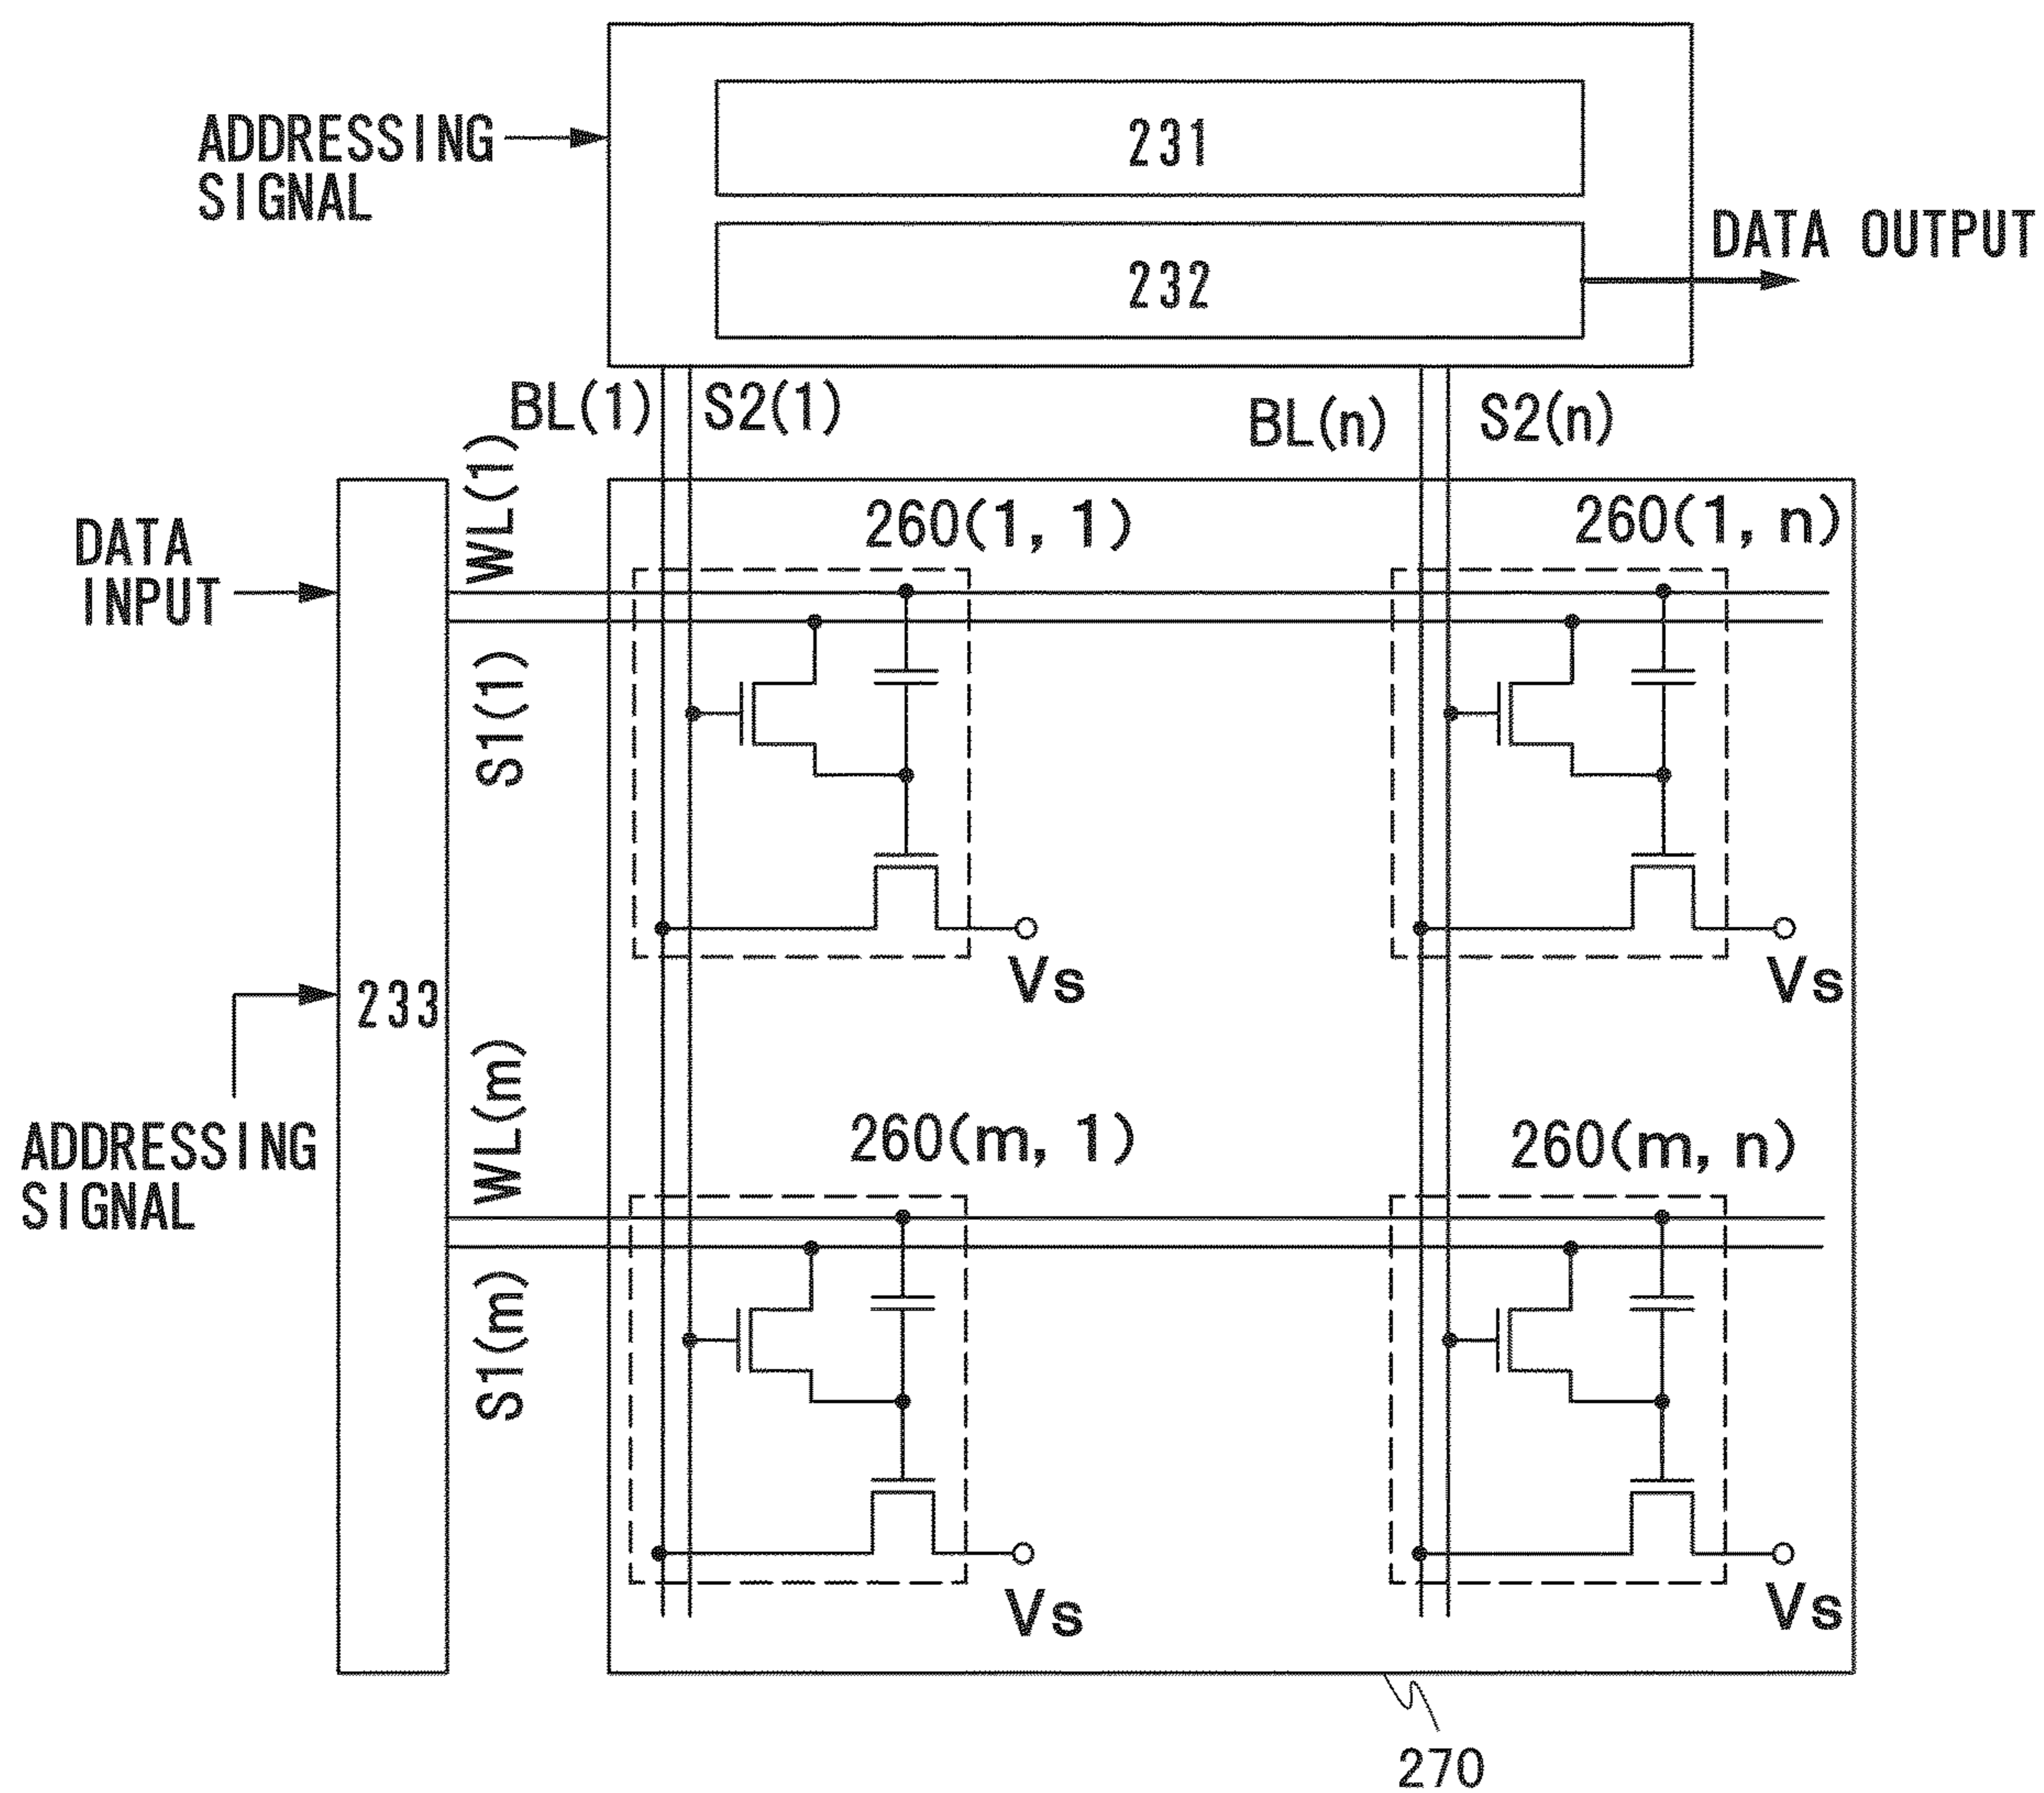 ADDRESSING
SIGNAL
231
232
DATA OUTPUT
BL(1)
S2(1)
BL(n)
S2(n)
WL(1)
S1(1)
DATA
INPUT
260(1, 1)
260(1, n)
Vs
Vs
233
ADDRESSING
SIGNAL
WL(m)
S1(m)
260(m, 1)
260(m, n)
Vs
Vs
270